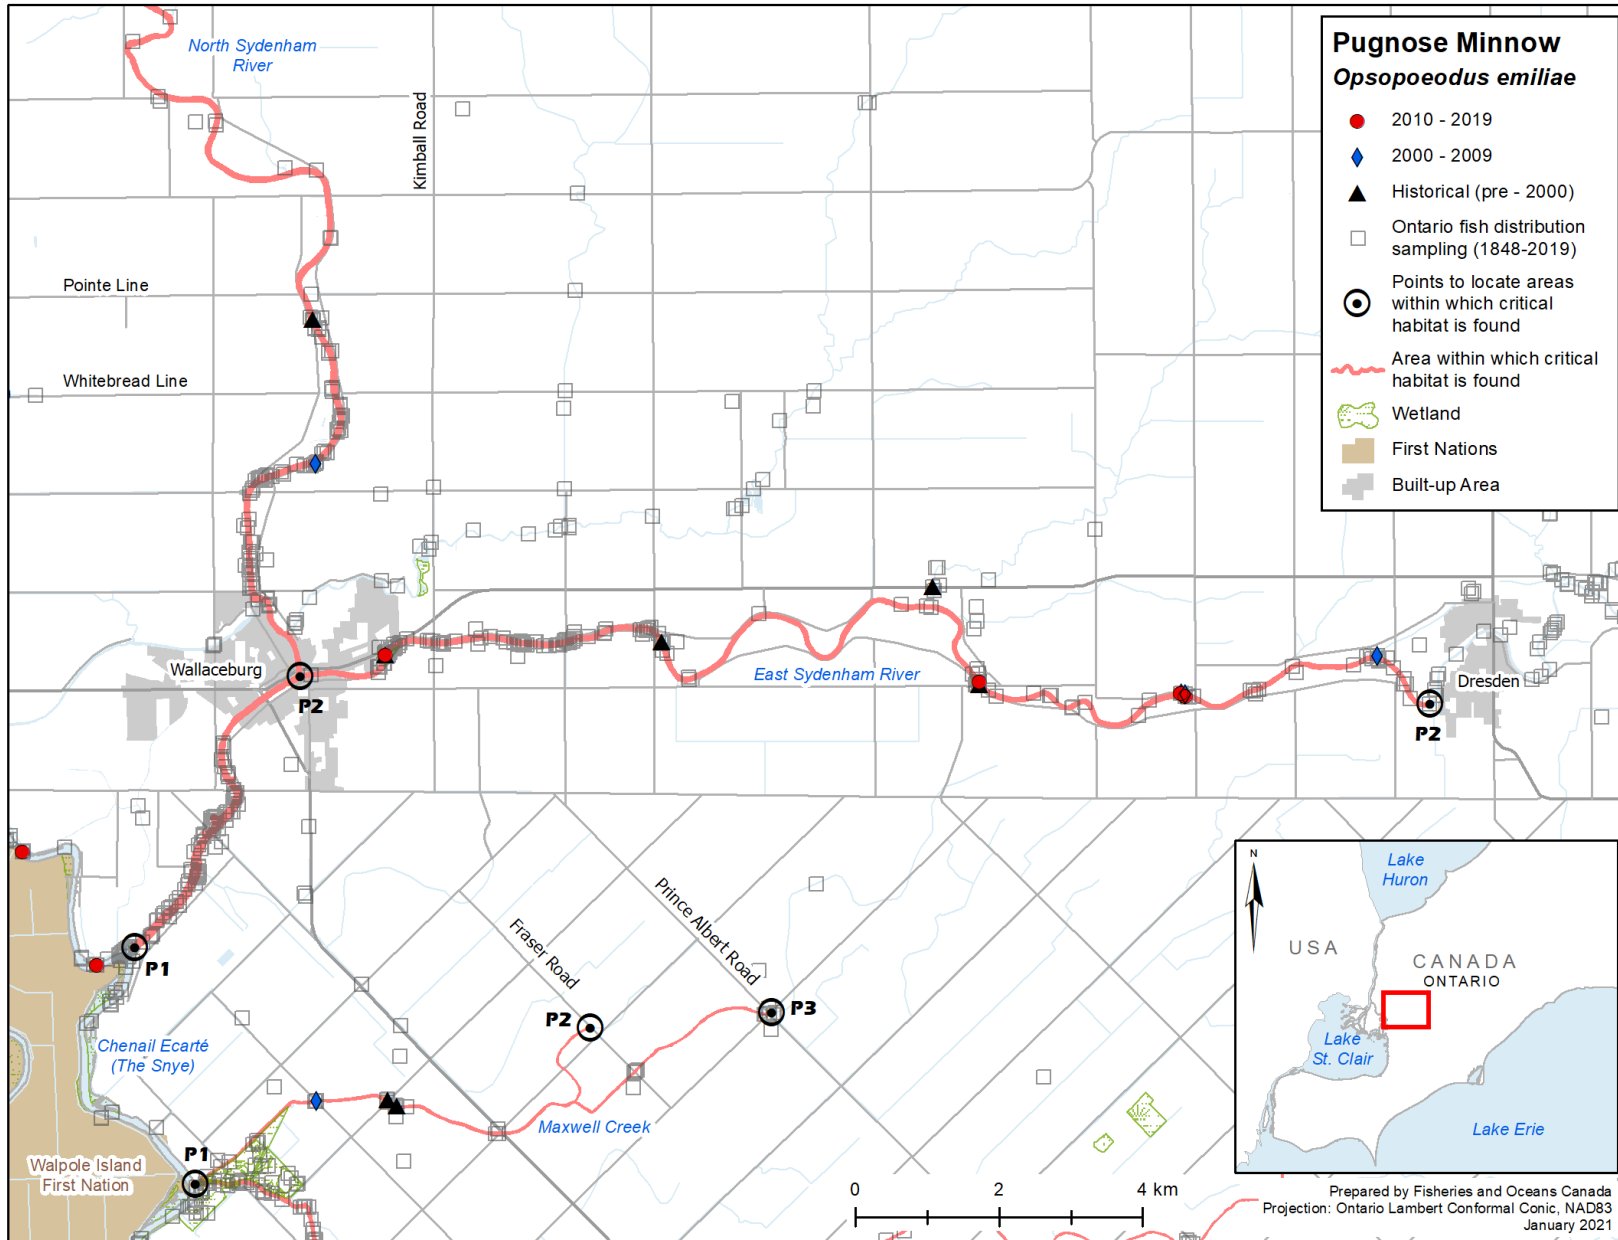 North Sydenham
River
Kimball Road
Pointe Line
Whitebread Line
Wallaceburg
P2
East Sydenham River
Dresden
P2
P1
Prince Albert Road
Fraser Road
P2
P3
Chenail Ecarté
(The Snye)
Maxwell Creek
P1
Walpole Island
First Nation
Pugnose Minnow
Opsopoeodus emiliae
2010 - 2019
2000 - 2009
Historical (pre - 2000)
Ontario fish distribution
sampling (1848-2019)
Points to locate areas
within which critical
habitat is found
Area within which critical
habitat is found
Wetland
First Nations
Built-up Area
N
Lake
Huron
USA
CANADA
ONTARIO
Lake
St. Clair
Lake Erie
0 2 4 km
Prepared by Fisheries and Oceans Canada
Projection: Ontario Lambert Conformal Conic, NAD83
January 2021